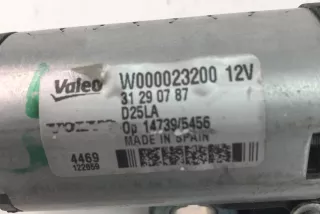 Valeo W000023200 12V
31 29 07 87
D25LA
VOLVO Op 14739/5456
MADE IN SPAIN
4469